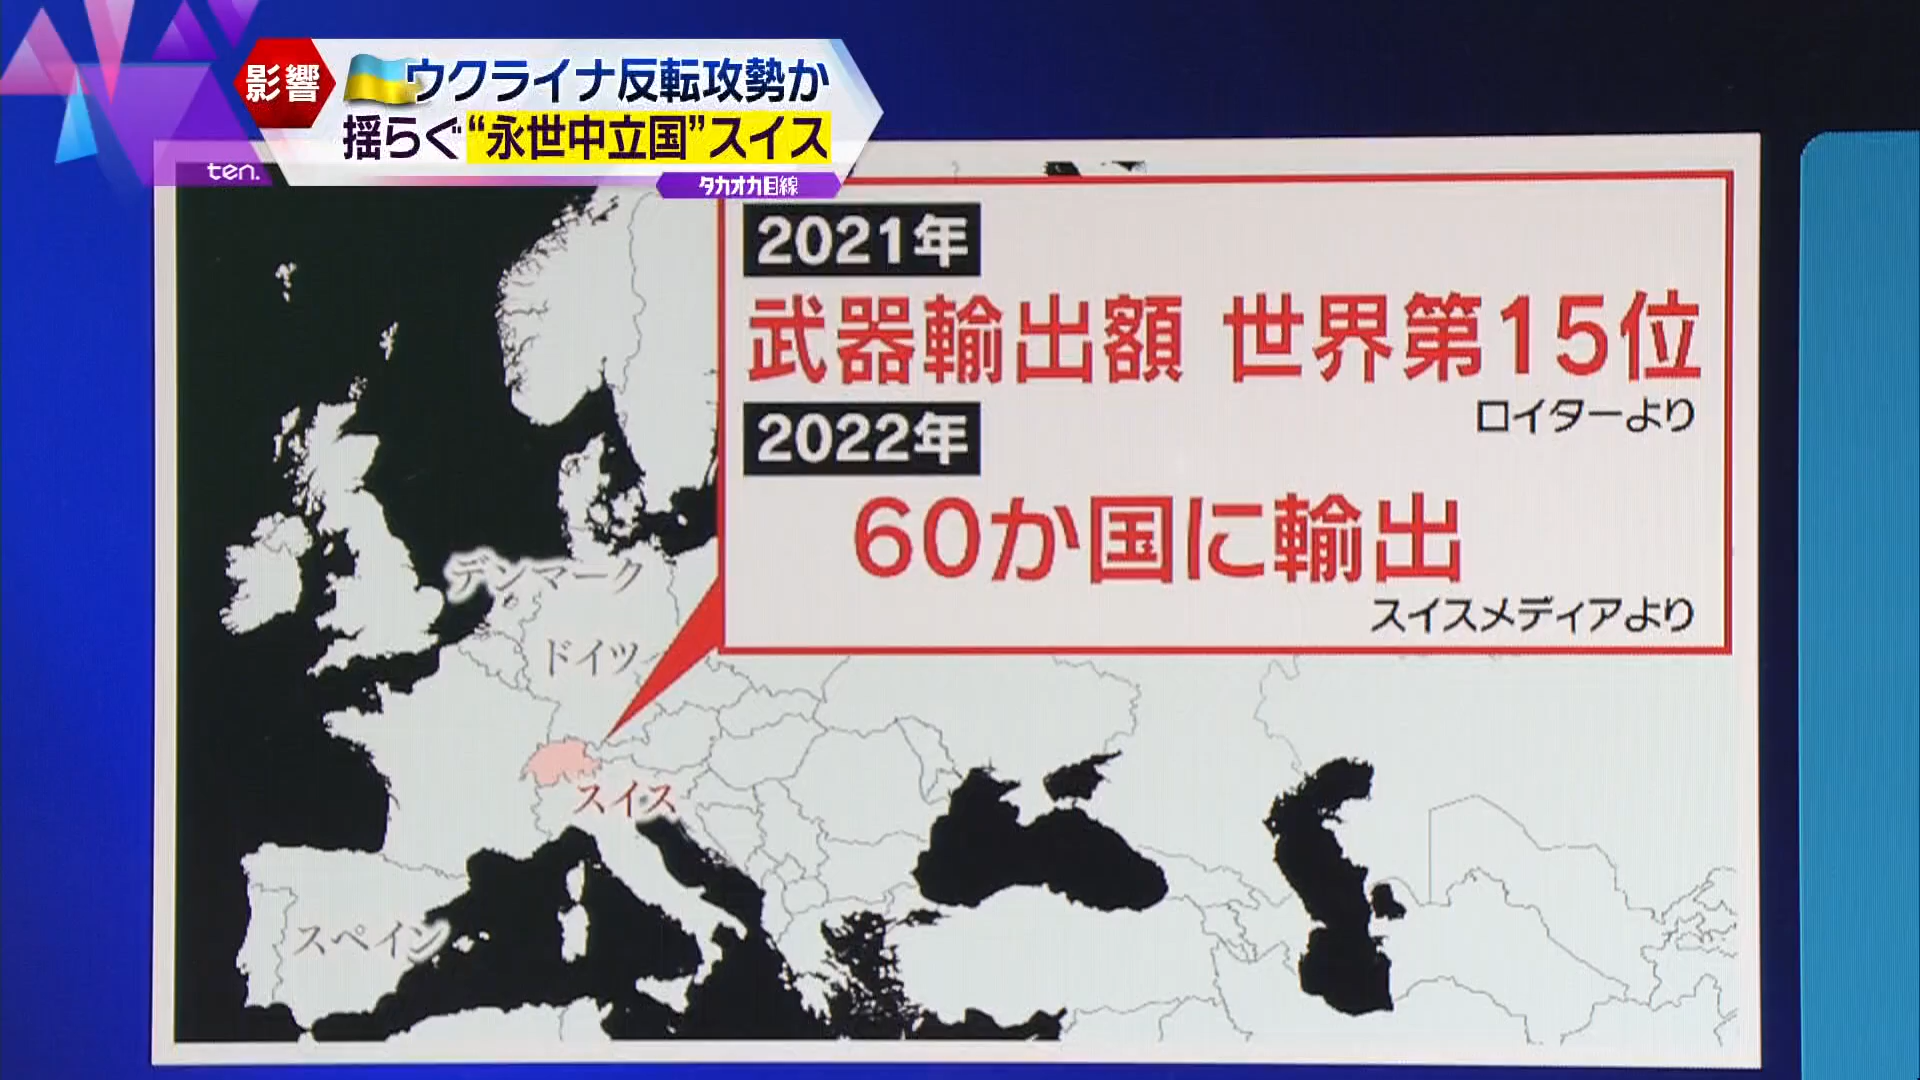 影響
ウクライナ反転攻勢か
揺らぐ“永世中立国”スイス
ten.
タカオカ目線
2021年
武器輸出額 世界第15位
ロイターより
2022年
60か国に輸出
スイスメディアより
デンマーク
ドイツ
スイス
スペイン